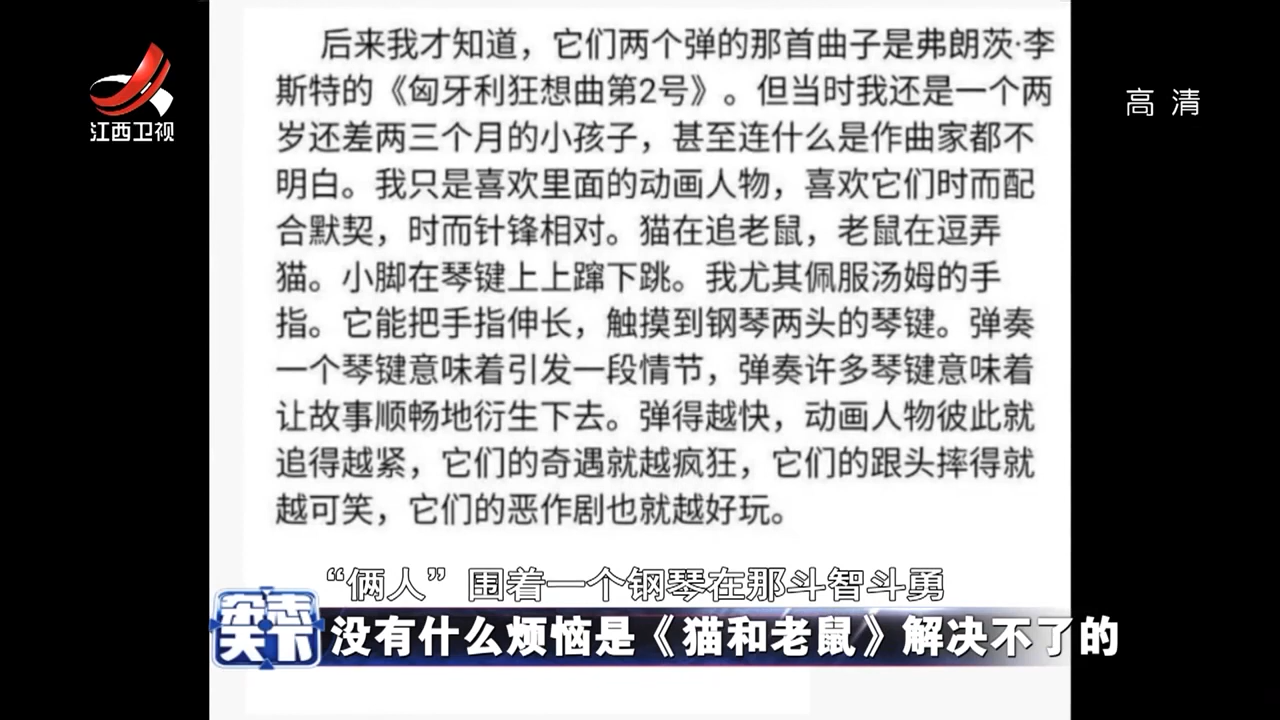 江西卫视
高清
后来我才知道，它们两个弹的那首曲子是弗朗茨·李
斯特的《匈牙利狂想曲第2号》。但当时我还是一个两
岁还差两三个月的小孩子，甚至连什么是作曲家都不
明白。我只是喜欢里面的动画人物，喜欢它们时而配
合默契，时而针锋相对。猫在追老鼠，老鼠在逗弄
猫。小脚在琴键上上蹿下跳。我尤其佩服汤姆的手
指。它能把手指伸长，触摸到钢琴两头的琴键。弹奏
一个琴键意味着引发一段情节，弹奏许多琴键意味着
让故事顺畅地衍生下去。弹得越快，动画人物彼此就
追得越紧，它们的奇遇就越疯狂，它们的跟头摔得就
越可笑，它们的恶作剧也就越好玩。
“俩人”围着一个钢琴在那斗智斗勇
杂志
天下
没有什么烦恼是《猫和老鼠》解决不了的